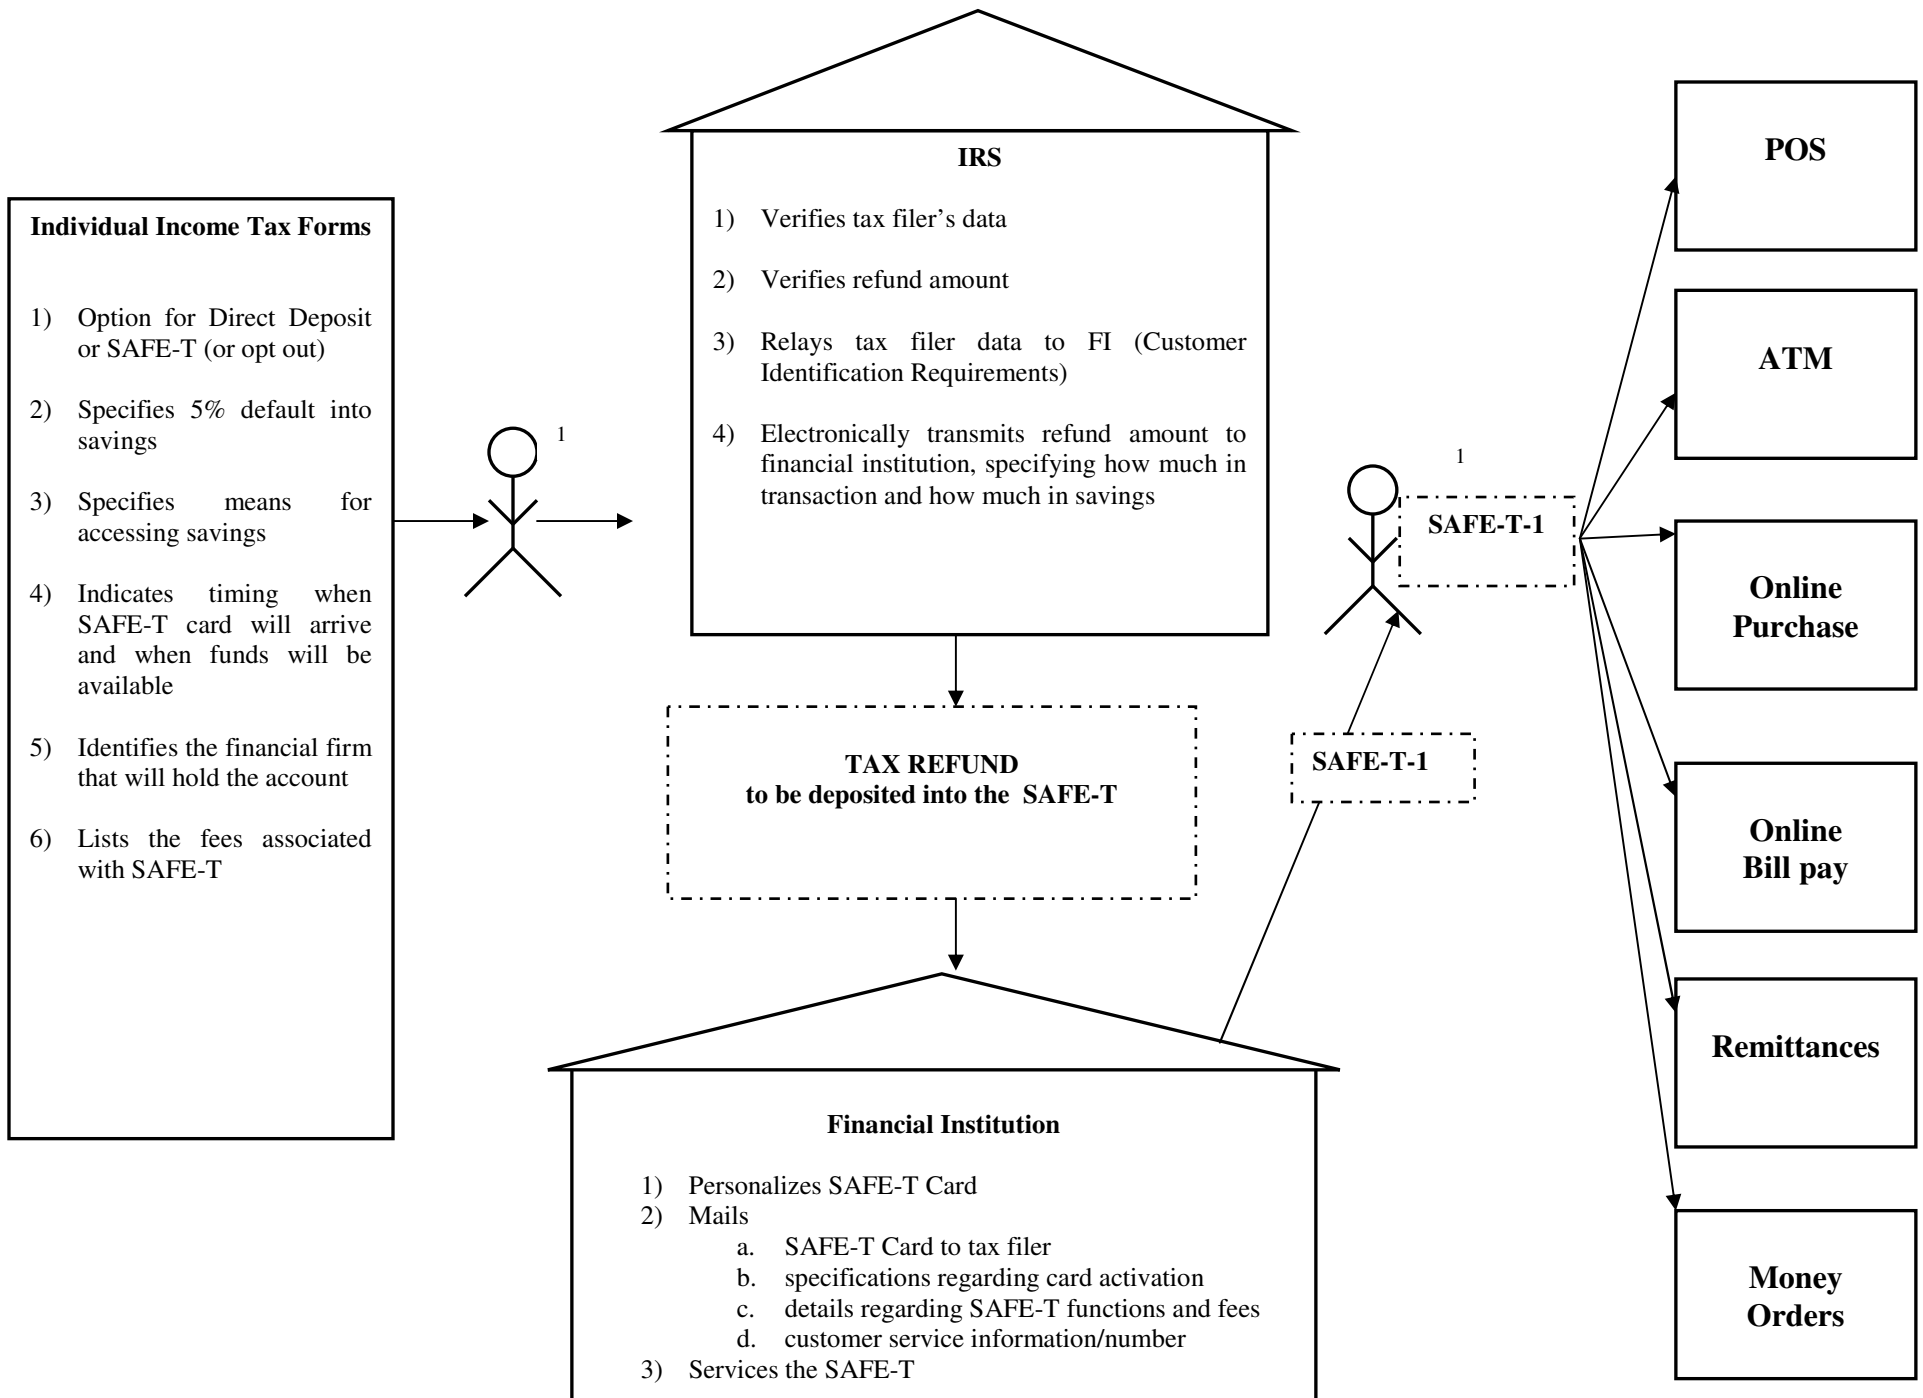 Individual Income Tax Forms
1) Option for Direct Deposit
or SAFE-T (or opt out)
2) Specifies 5% default into
savings
3) Specifies means for
accessing savings
4) Indicates timing when
SAFE-T card will arrive
and when funds will be
available
5) Identifies the financial firm
that will hold the account
6) Lists the fees associated
with SAFE-T
1
IRS
1) Verifies tax filer’s data
2) Verifies refund amount
3) Relays tax filer data to FI (Customer
Identification Requirements)
4) Electronically transmits refund amount to
financial institution, specifying how much in
transaction and how much in savings
TAX REFUND
to be deposited into the SAFE-T
Financial Institution
1) Personalizes SAFE-T Card
2) Mails
a. SAFE-T Card to tax filer
b. specifications regarding card activation
c. details regarding SAFE-T functions and fees
d. customer service information/number
3) Services the SAFE-T
SAFE-T-1
1
SAFE-T-1
POS
ATM
Online
Purchase
Online
Bill pay
Remittances
Money
Orders